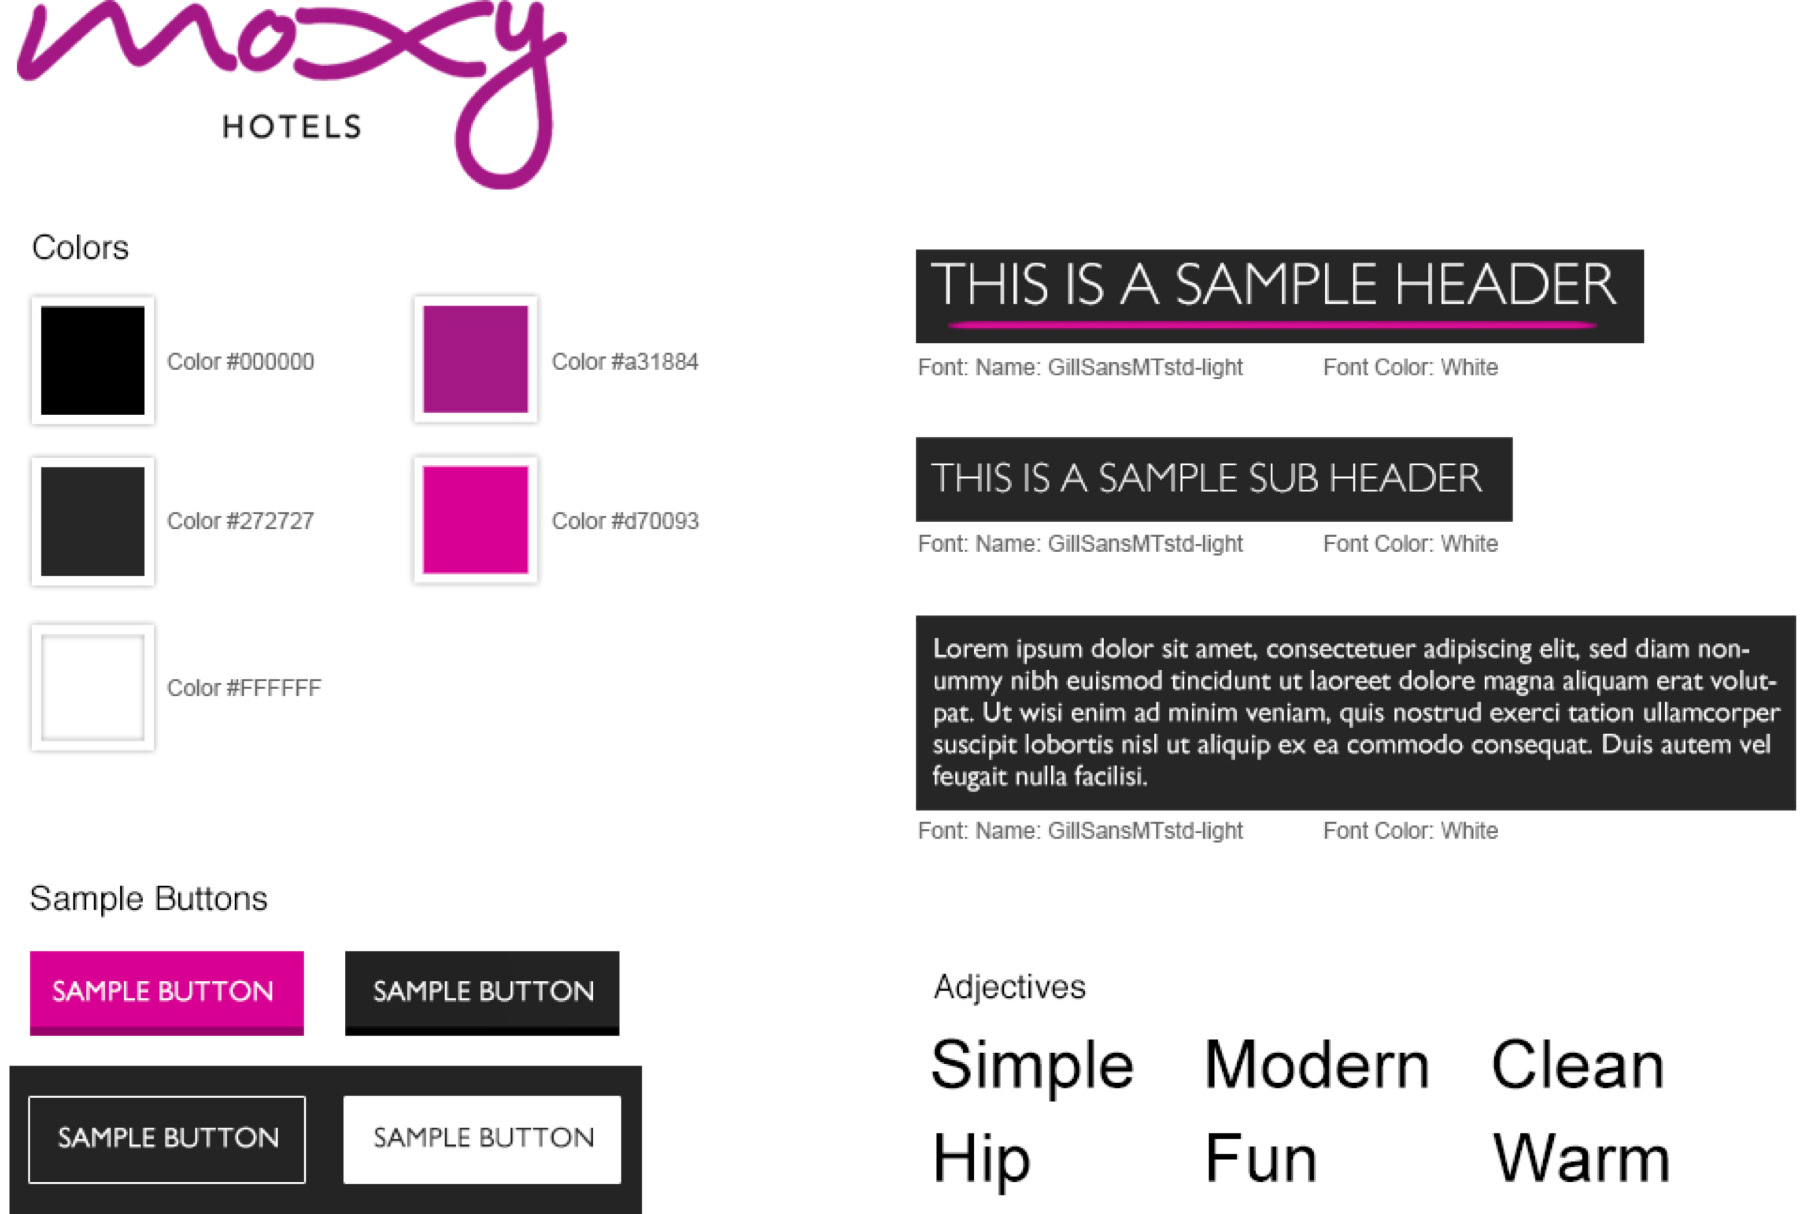 moxy
HOTELS
Colors
Color #000000
Color #a31884
Color #272727
Color #d70093
Color #FFFFFF
Sample Buttons
SAMPLE BUTTON
SAMPLE BUTTON
SAMPLE BUTTON
SAMPLE BUTTON
THIS IS A SAMPLE HEADER
Font: Name: GillSansMTstd-light
Font Color: White
THIS IS A SAMPLE SUB HEADER
Font: Name: GillSansMTstd-light
Font Color: White
Lorem ipsum dolor sit amet, consectetuer adipiscing elit, sed diam non-
ummy nibh euismod tincidunt ut laoreet dolore magna aliquam erat volut-
pat. Ut wisi enim ad minim veniam, quis nostrud exerci tation ullamcorper
suscipit lobortis nisl ut aliquip ex ea commodo consequat. Duis autem vel
feugait nulla facilisi.
Font: Name: GillSansMTstd-light
Font Color: White
Adjectives
Simple
Modern
Clean
Hip
Fun
Warm